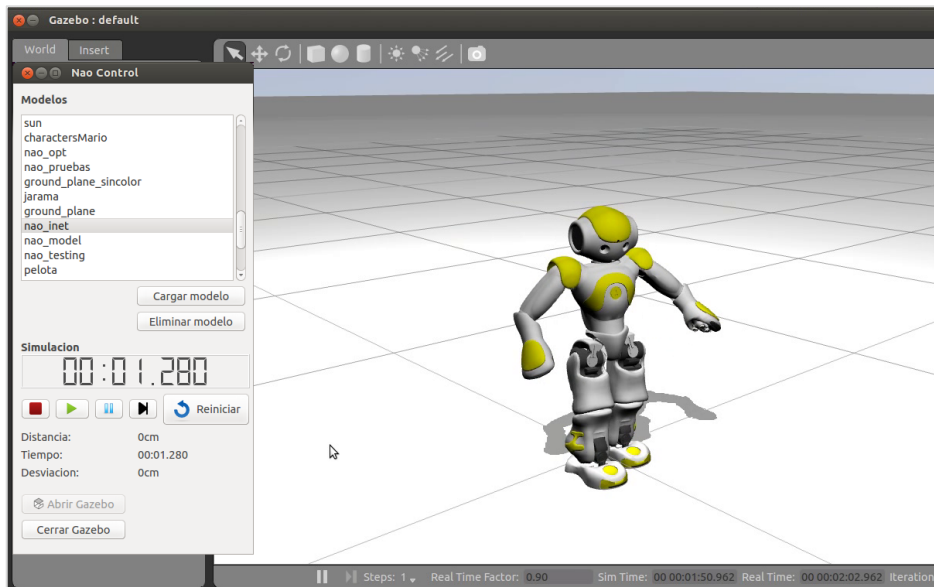 Gazebo : default
World Insert
Nao Control
Modelos
sun
charactersMario
nao_opt
nao_pruebas
ground_plane_sincolor
jarama
ground_plane
nao_inet
nao_model
nao_testing
pelota
Cargar modelo
Eliminar modelo
Simulacion
00:01.280
Reiniciar
Distancia: 0cm
Tiempo: 00:01.280
Desviacion: 0cm
Abrir Gazebo
Cerrar Gazebo
Steps: 1 Real Time Factor: 0.90 Sim Time: 00 00:01:50.962 Real Time: 00 00:02:02.962 Iteration